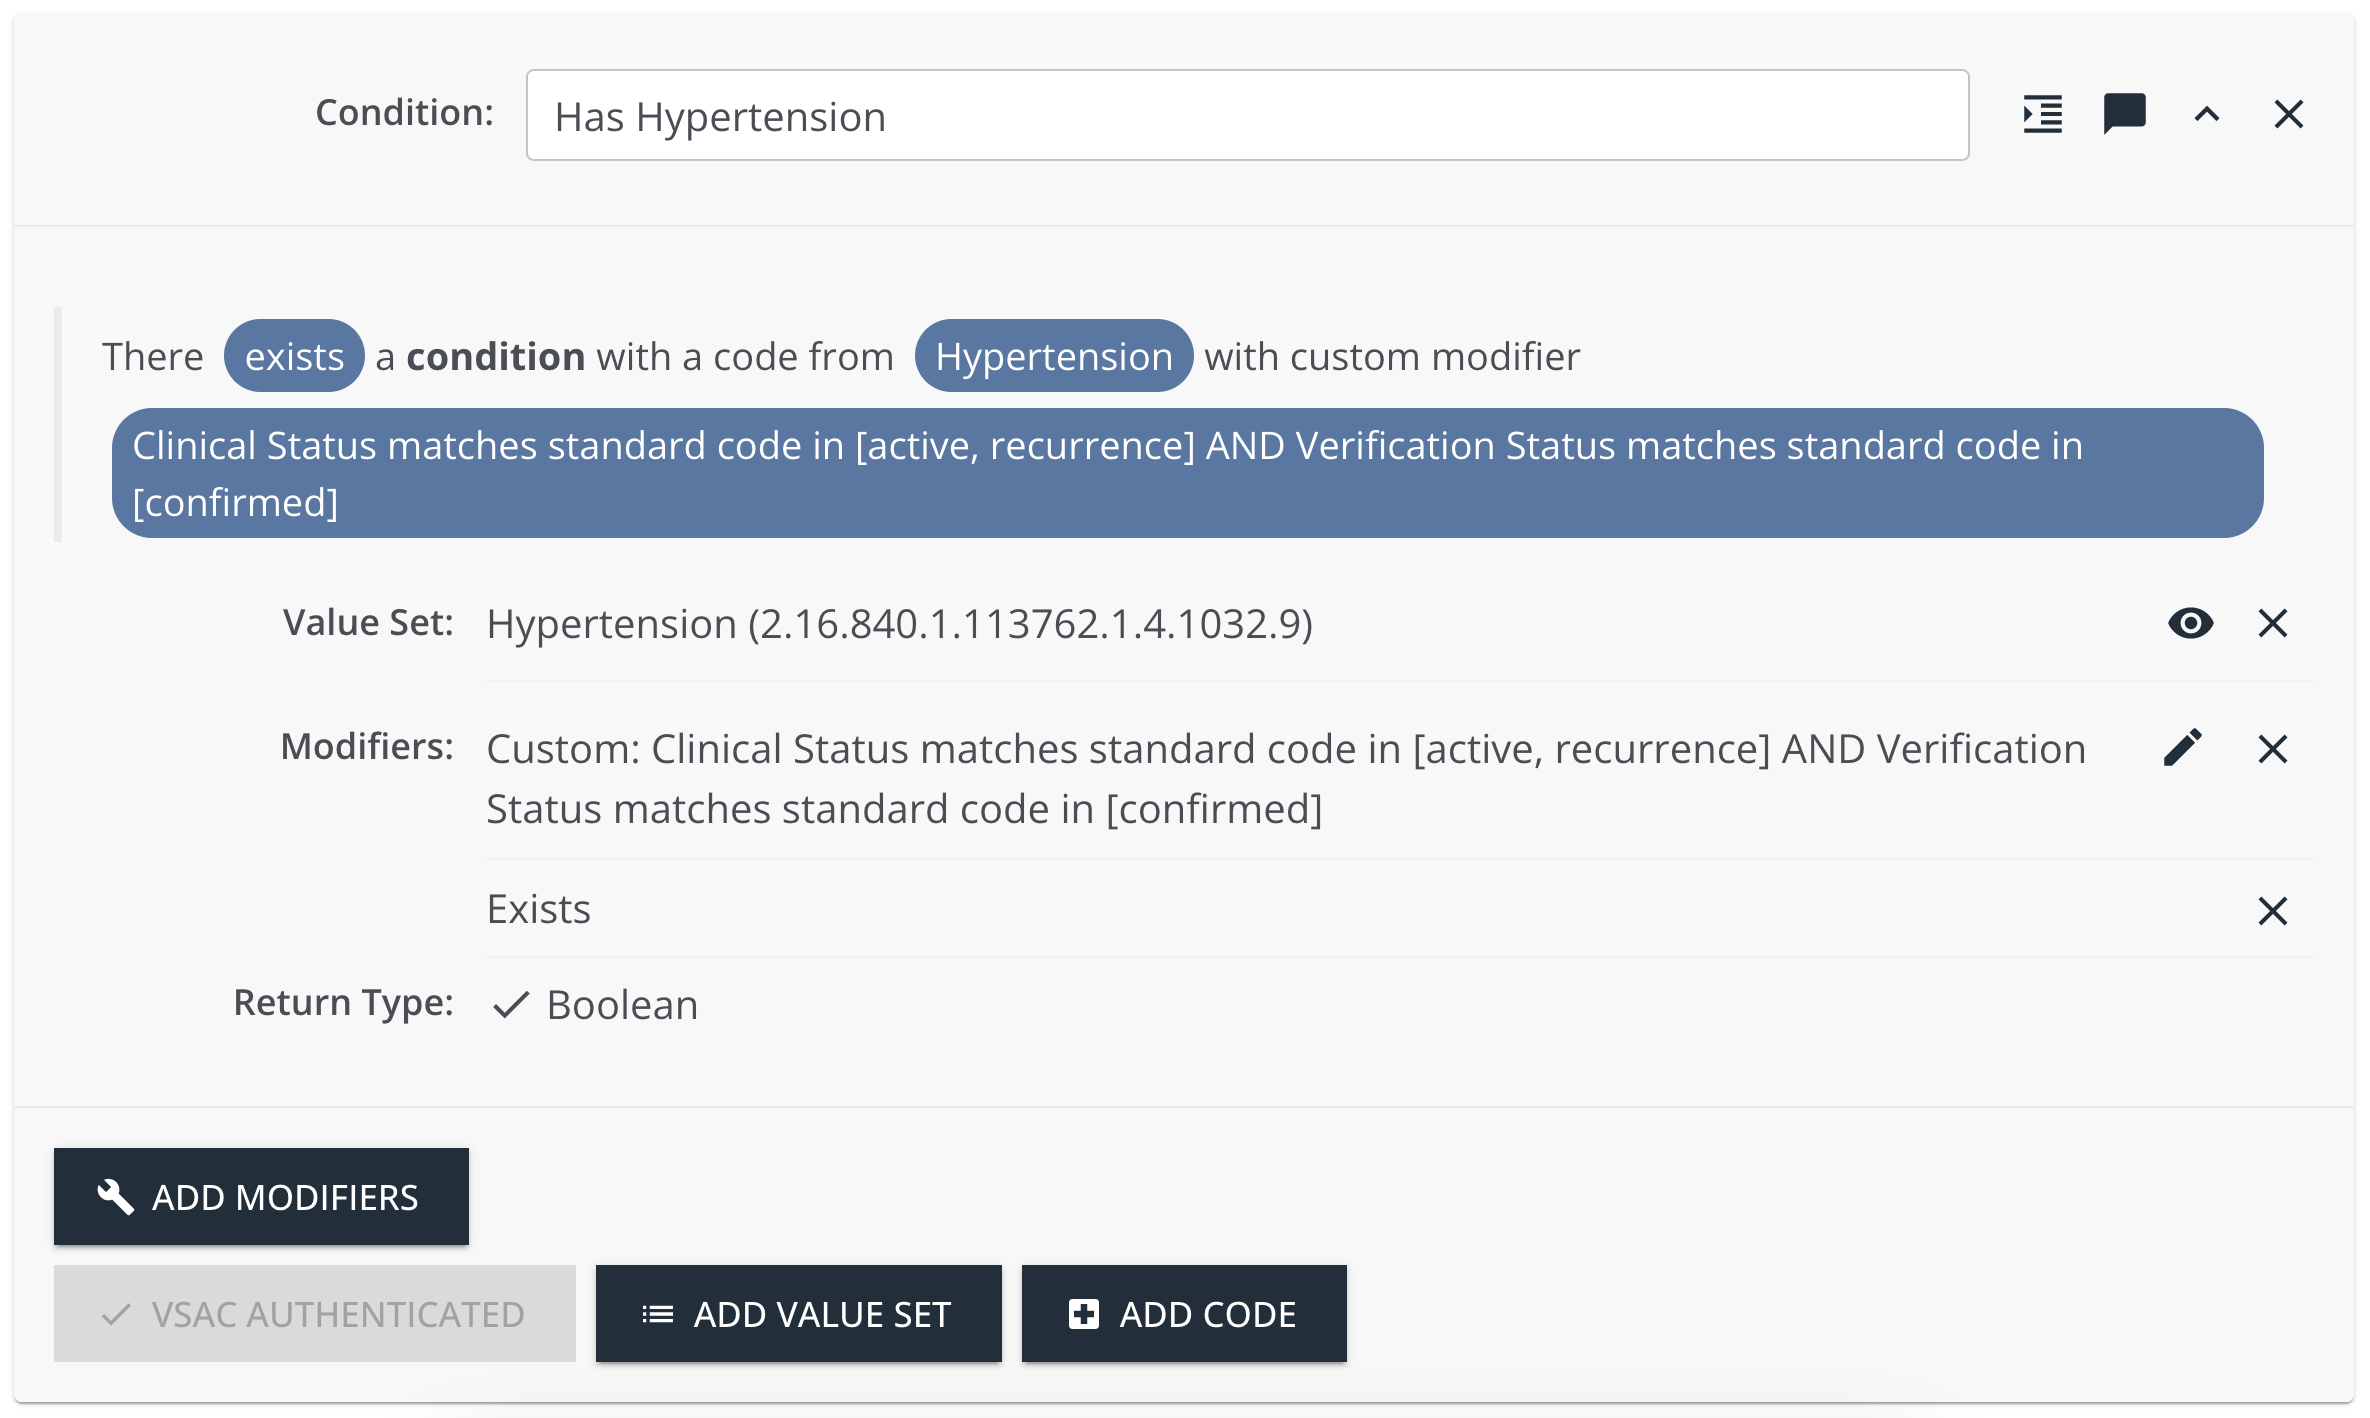 Condition: Has Hypertension
There exists a condition with a code from Hypertension with custom modifier
Clinical Status matches standard code in [active, recurrence] AND Verification Status matches standard code in
[confirmed]
Value Set: Hypertension (2.16.840.1.113762.1.4.1032.9)
Modifiers: Custom: Clinical Status matches standard code in [active, recurrence] AND Verification
Status matches standard code in [confirmed]
Exists
Return Type: Boolean
ADD MODIFIERS
VSAC AUTHENTICATED ADD VALUE SET ADD CODE